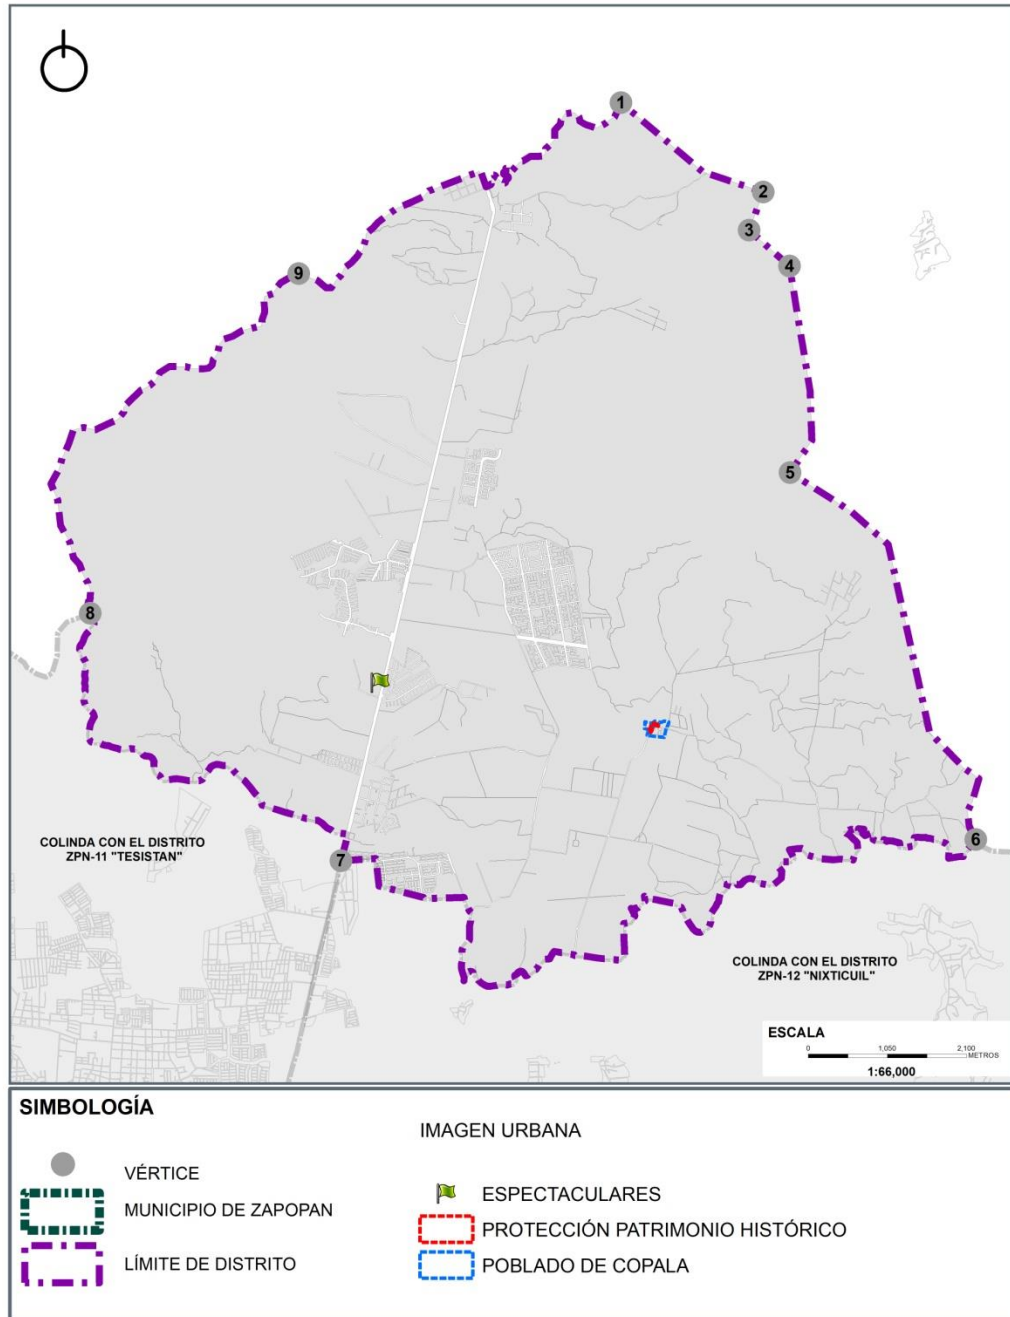 1
2
3
4
9
5
8
6
7
COLINDA CON EL DISTRITO
ZPN-11 "TESISTAN"
COLINDA CON EL DISTRITO
ZPN-12 "NIXTICUIL"
ESCALA
0 1,050 2,100
METROS
1:66,000
SIMBOLOGÍA
VÉRTICE
MUNICIPIO DE ZAPOPAN
LÍMITE DE DISTRITO
IMAGEN URBANA
ESPECTACULARES
PROTECCIÓN PATRIMONIO HISTÓRICO
POBLADO DE COPALA